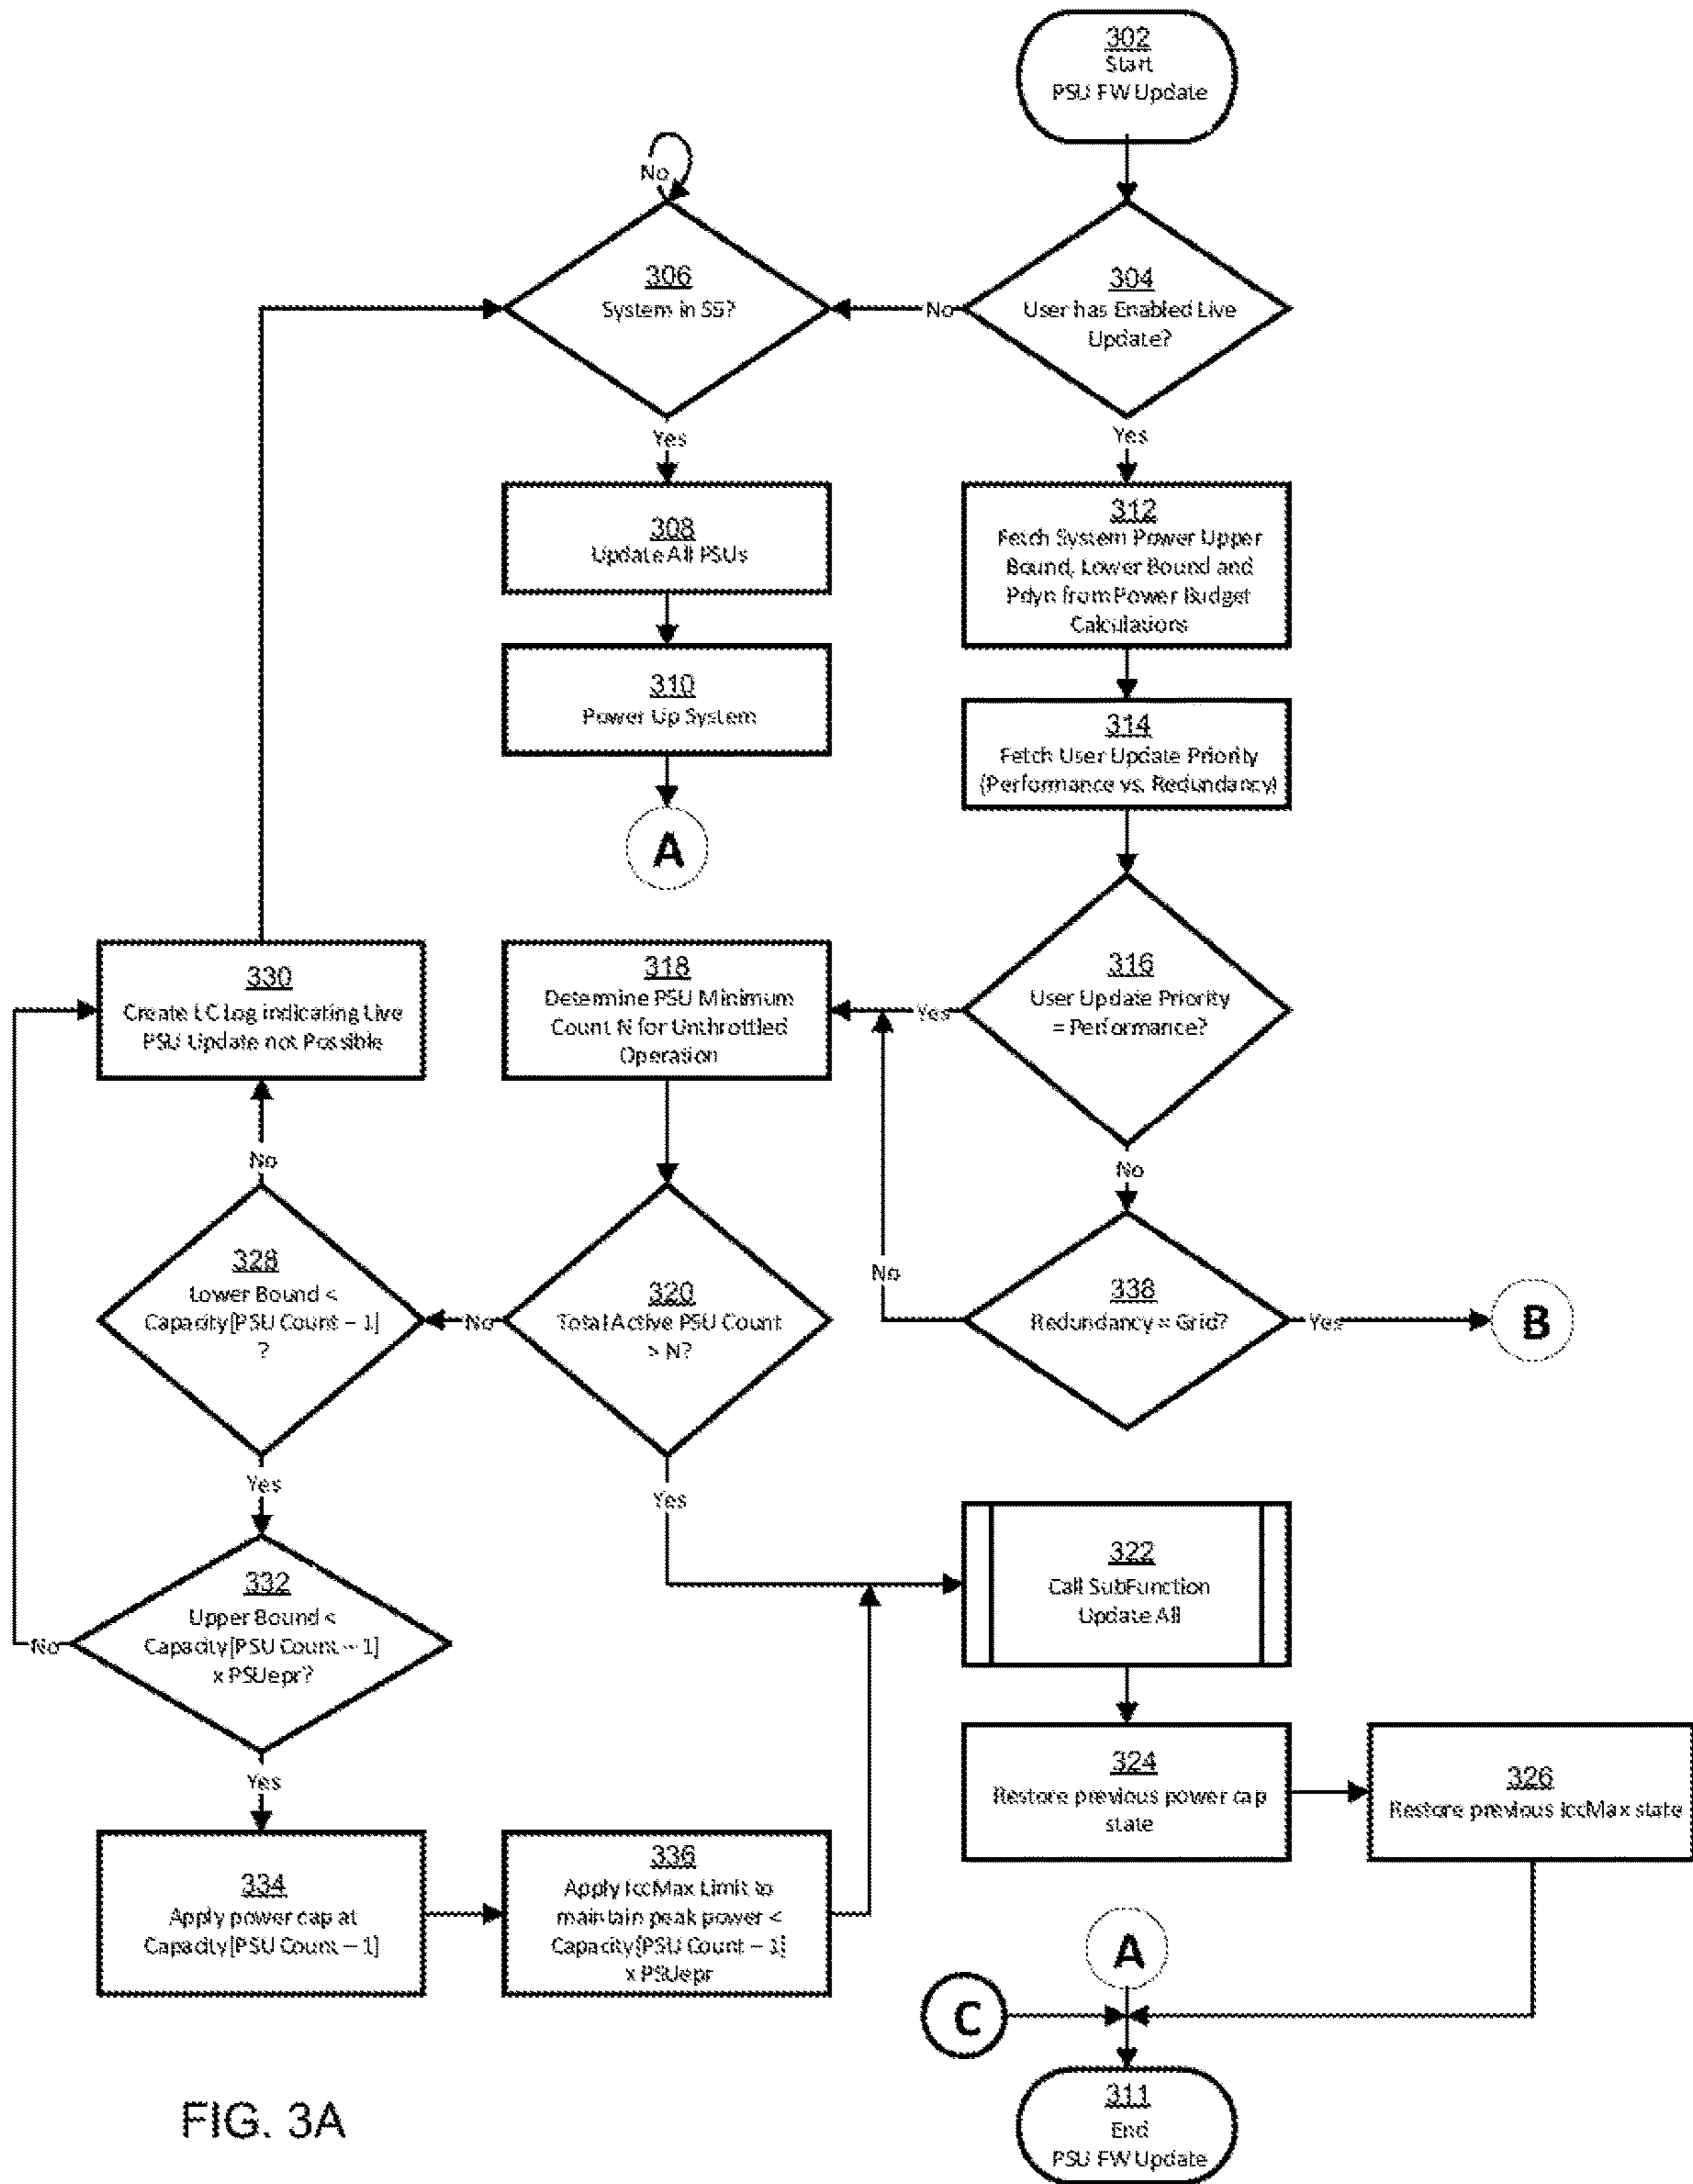 302
Start
PSU FW Update
No
306
System in S5?
No
304
User has Enabled Live
Update?
Yes
Yes
308
Update All PSUs
312
Fetch System Power Upper
Bound, Lower Bound and
Pdyn from Power Budget
Calculations
310
Power Up System
314
Fetch User Update Priority
(Performance vs. Redundancy)
A
330
Create LC Log indicating Live
PSU Update not Possible
318
Determine PSU Minimum
Count N for Unthrottled
Operation
Yes
316
User Update Priority
= Performance?
No
No
328
Lower Bound <
Capacity[PSU Count - 1]
?
No
320
Total Active PSU Count
> N?
No
338
Redundancy = Grid?
Yes
B
Yes
Yes
332
Upper Bound <
Capacity[PSU Count - 1]
x PSUepr?
No
322
Call SubFunction
Update All
Yes
324
Restore previous power cap
state
326
Restore previous IccMax state
334
Apply power cap at
Capacity[PSU Count - 1]
336
Apply IccMax Limit to
maintain peak power <
Capacity[PSU Count - 1]
x PSUepr
A
C
311
End
PSU FW Update
FIG. 3A